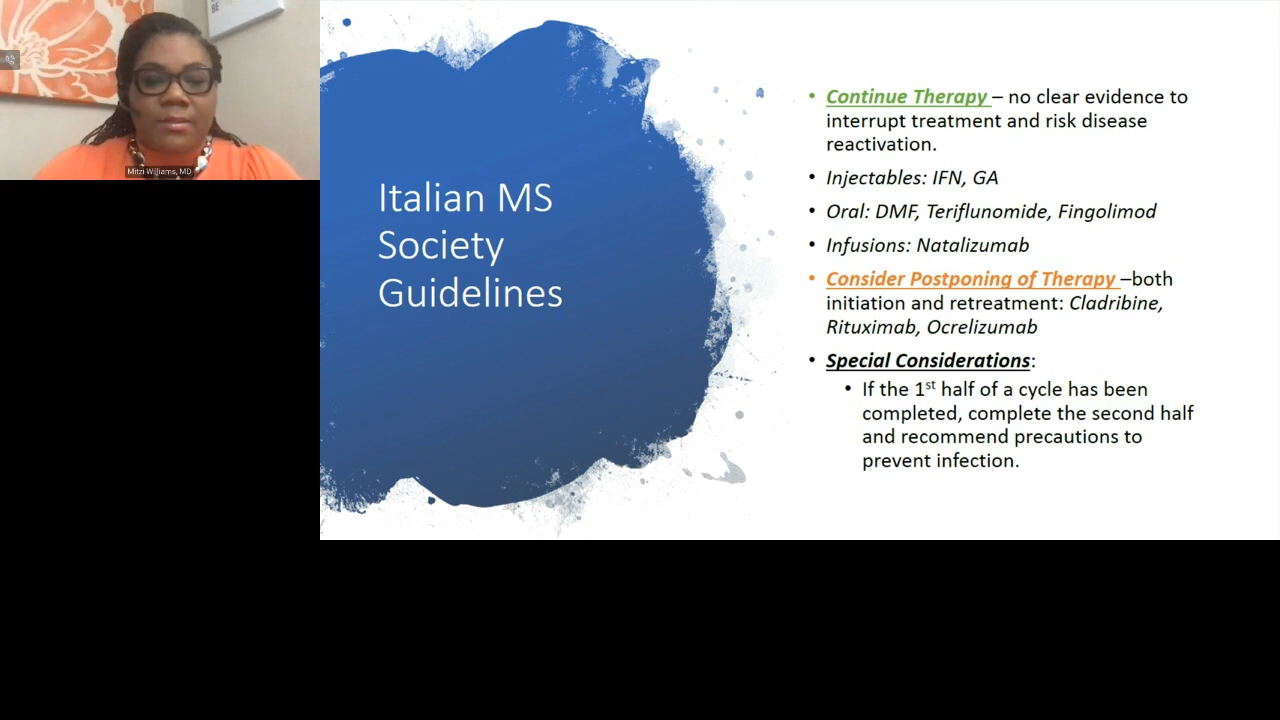 BE
Mitzi Williams, MD
Italian MS
Society
Guidelines
• Continue Therapy – no clear evidence to
interrupt treatment and risk disease
reactivation.
• Injectables: IFN, GA
• Oral: DMF, Teriflunomide, Fingolimod
• Infusions: Natalizumab
• Consider Postponing of Therapy –both
initiation and retreatment: Cladribine,
Rituximab, Ocrelizumab
• Special Considerations:
• If the 1st half of a cycle has been
completed, complete the second half
and recommend precautions to
prevent infection.